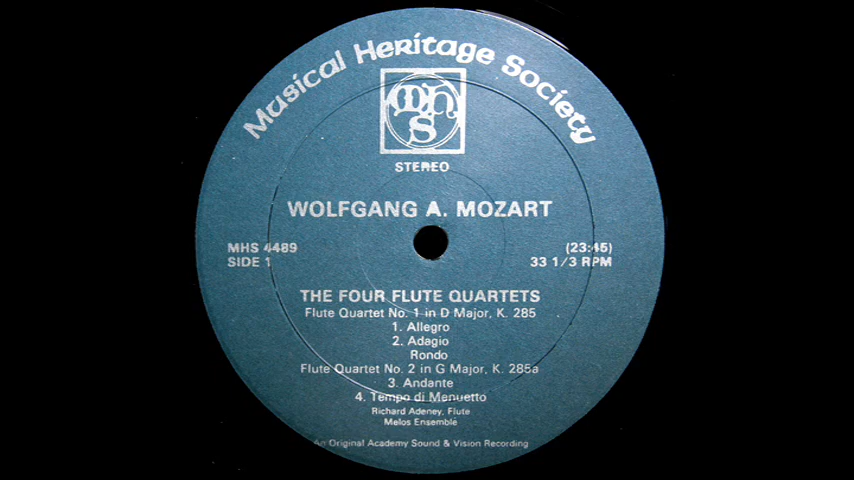 Musical Heritage Society
mhs
STEREO
WOLFGANG A. MOZART
MHS 4489
SIDE 1
(23:45)
33 1/3 RPM
THE FOUR FLUTE QUARTETS
Flute Quartet No. 1 in D Major, K. 285
1. Allegro
2. Adagio
Rondo
Flute Quartet No. 2 in G Major, K. 285a
3. Andante
4. Tempo di Menuetto
Richard Adeney, Flute
Melos Ensemble
An Original Academy Sound & Vision Recording